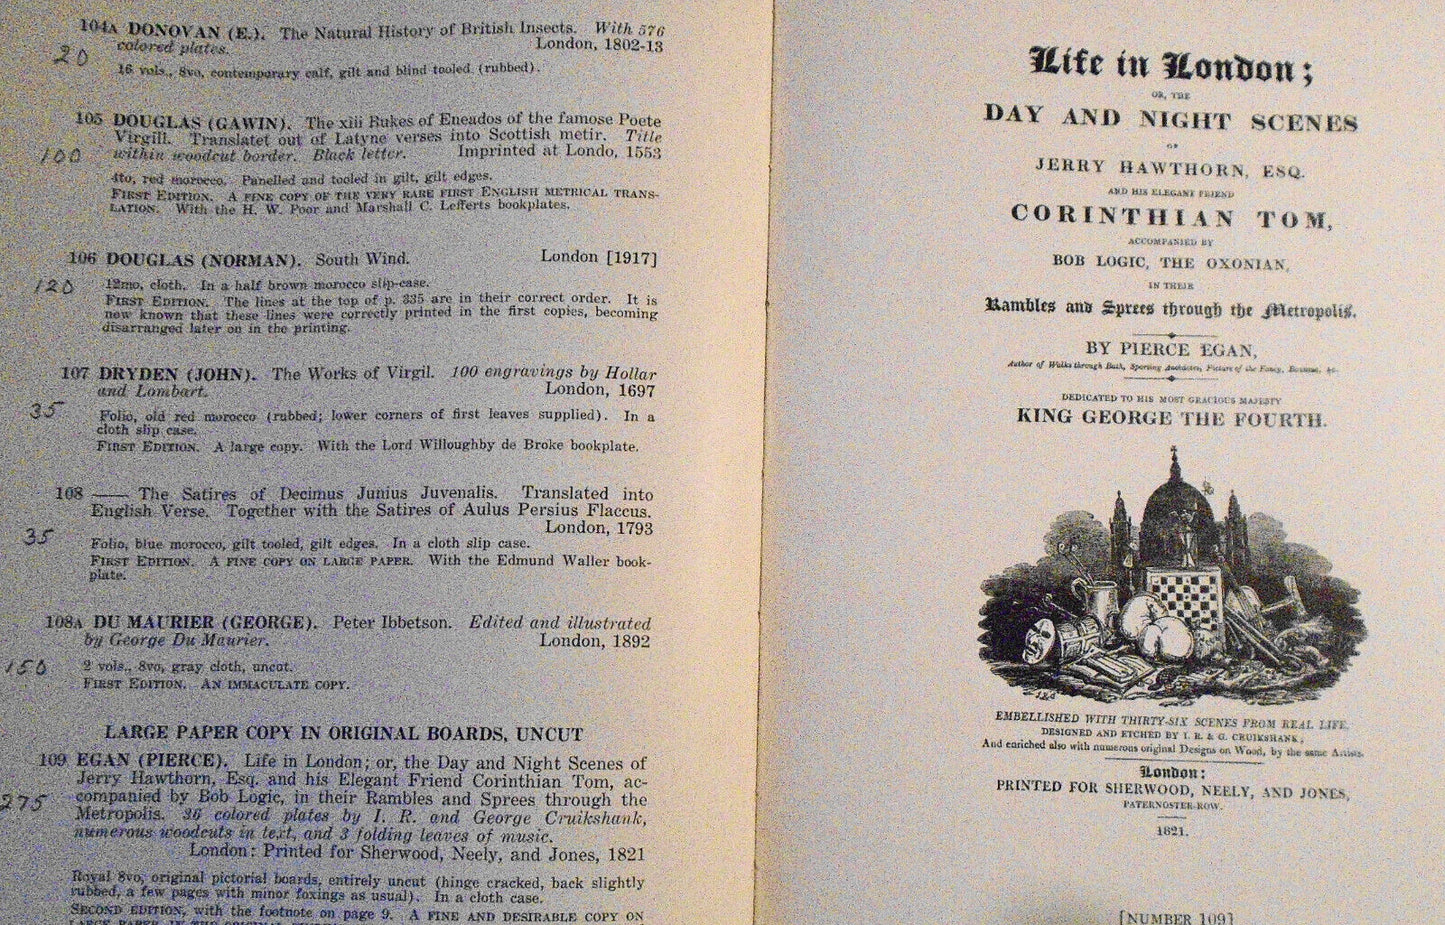 104A DONOVAN (E.). The Natural History of British Insects. With 576
colored plates. London, 1802-13
20
16 vols., 8vo, contemporary calf, gilt and blind tooled (rubbed).
105 DOUGLAS (GAWIN). The xiii Bukes of Eneados of the famose Poete
Virgill. Translatet out of Latyne verses into Scottish metir. Title
within woodcut border. Black letter. Imprinted at Londo, 1553
100
4to, red morocco. Panelled and tooled in gilt, gilt edges.
FIRST EDITION. A FINE COPY OF THE VERY RARE FIRST ENGLISH METRICAL TRANS-
LATION. With the H. W. Poor and Marshall C. Lefferts bookplates.
106 DOUGLAS (NORMAN). South Wind. London [1917]
120
12mo, cloth. In a half brown morocco slip-case.
FIRST EDITION. The lines at the top of p. 335 are in their correct order. It is
now known that these lines were correctly printed in the first copies, becoming
disarranged later on in the printing.
107 DRYDEN (JOHN). The Works of Virgil. 100 engravings by Hollar
and Lombart. London, 1697
35
Folio, old red morocco (rubbed; lower corners of first leaves supplied). In a
cloth slip case.
FIRST EDITION. A large copy. With the Lord Willoughby de Broke bookplate.
108 —— The Satires of Decimus Junius Juvenalis. Translated into
English Verse. Together with the Satires of Aulus Persius Flaccus.
London, 1793
35
Folio, blue morocco, gilt tooled, gilt edges. In a cloth slip case.
FIRST EDITION. A FINE COPY ON LARGE PAPER. With the Edmund Waller book-
plate.
108A DU MAURIER (GEORGE). Peter Ibbetson. Edited and illustrated
by George Du Maurier. London, 1892
150
2 vols., 8vo, gray cloth, uncut.
FIRST EDITION. AN IMMACULATE COPY.
LARGE PAPER COPY IN ORIGINAL BOARDS, UNCUT
109 EGAN (PIERCE). Life in London; or, the Day and Night Scenes of
Jerry Hawthorn, Esq. and his Elegant Friend Corinthian Tom, ac-
275
companied by Bob Logic, in their Rambles and Sprees through the
Metropolis. 36 colored plates by I. R. and George Cruikshank,
numerous woodcuts in text, and 3 folding leaves of music.
London: Printed for Sherwood, Neely, and Jones, 1821
Royal 8vo, original pictorial boards, entirely uncut (hinge cracked, back slightly
rubbed, a few pages with minor foxings as usual). In a cloth case.
SECOND EDITION, with the footnote on page 9. A FINE AND DESIRABLE COPY ON
LARGE PAPER IN THE ORIGINAL
Life in London;
OR, THE
DAY AND NIGHT SCENES
OF
JERRY HAWTHORN, ESQ.
AND HIS ELEGANT FRIEND
CORINTHIAN TOM,
ACCOMPANIED BY
BOB LOGIC, THE OXONIAN,
IN THEIR
Rambles and Sprees through the Metropolis.
BY PIERCE EGAN,
Author of Walks through Bath, Sporting Anecdotes, Picture of the Fancy, Boxiana, &c.
DEDICATED TO HIS MOST GRACIOUS MAJESTY
KING GEORGE THE FOURTH.
EMBELLISHED WITH THIRTY-SIX SCENES FROM REAL LIFE,
DESIGNED AND ETCHED BY I. R. & G. CRUIKSHANK;
And enriched also with numerous original Designs on Wood, by the same Artists.
London:
PRINTED FOR SHERWOOD, NEELY, AND JONES,
PATERNOSTER-ROW.
1821.
[NUMBER 109]